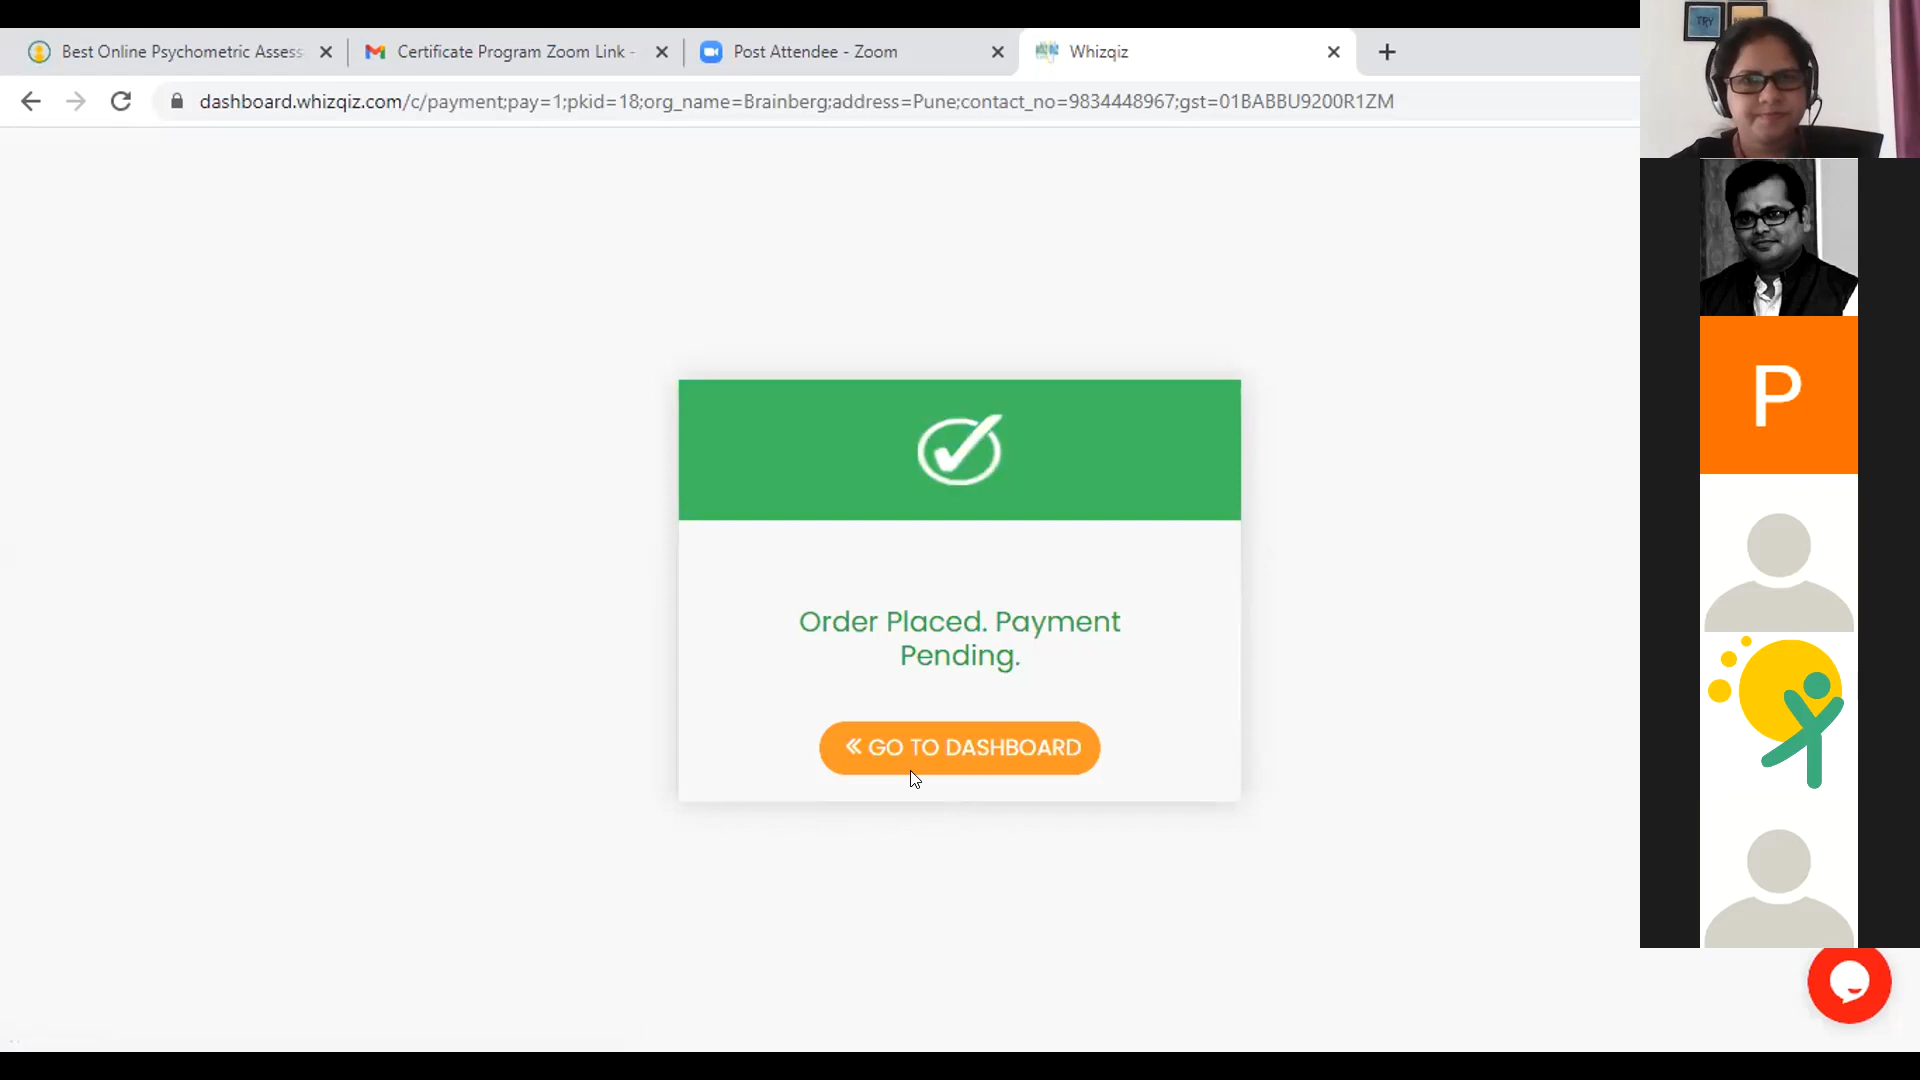 Best Online Psychometric Assess
Certificate Program Zoom Link -
Post Attendee - Zoom
Whizqiz
dashboard.whizqiz.com/c/payment;pay=1;pkid=18;org_name=Brainberg;address=Pune;contact_no=9834448967;gst=01BABBU9200R1ZM
TRY
P
Order Placed. Payment
Pending.
« GO TO DASHBOARD